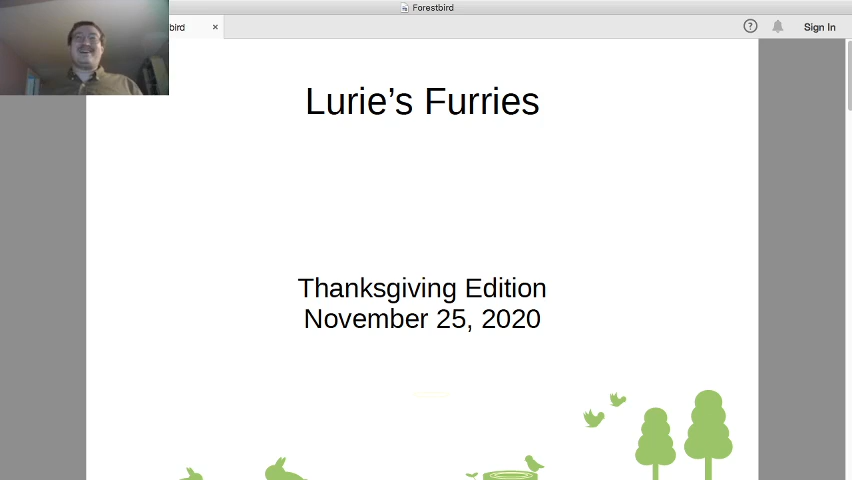 Forestbird
bird
Sign In
Lurie’s Furries
Thanksgiving Edition
November 25, 2020